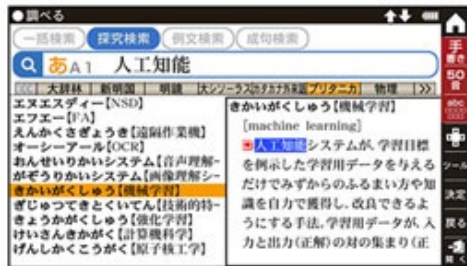 ●調べる
一括検索 探究検索 例文検索 成句検索
あA1 人工知能
大辞林 新明国 明鏡 大シソーラス カタカナ外来語 ブリタニカ 物理
エヌエスディー【NSD】
エフエー【FA】
えんかくさぎょうき【遠隔作業機】
オーシーアール【OCR】
おんせいりかいシステム【音声理解-
がぞうりかいシステム【画像理解シ-
きかいがくしゅう【機械学習】
ぎじゅつてきとくいてん【技術的特-
きょうかがくしゅう【強化学習】
けいさんきかがく【計算機科学】
げんしかくこうがく【原子核工学】
きかいがくしゅう【機械学習】
[machine learning]
人工知能システムが，学習目標
を例示した学習用データを与える
だけでみずからのふるまい方や知
識を自力で獲得し，改良できるよ
うにする手法。学習用データが，入
力と出力(正解)の対の集まり(正
手書き
50音
abc
ツール
決定
戻る